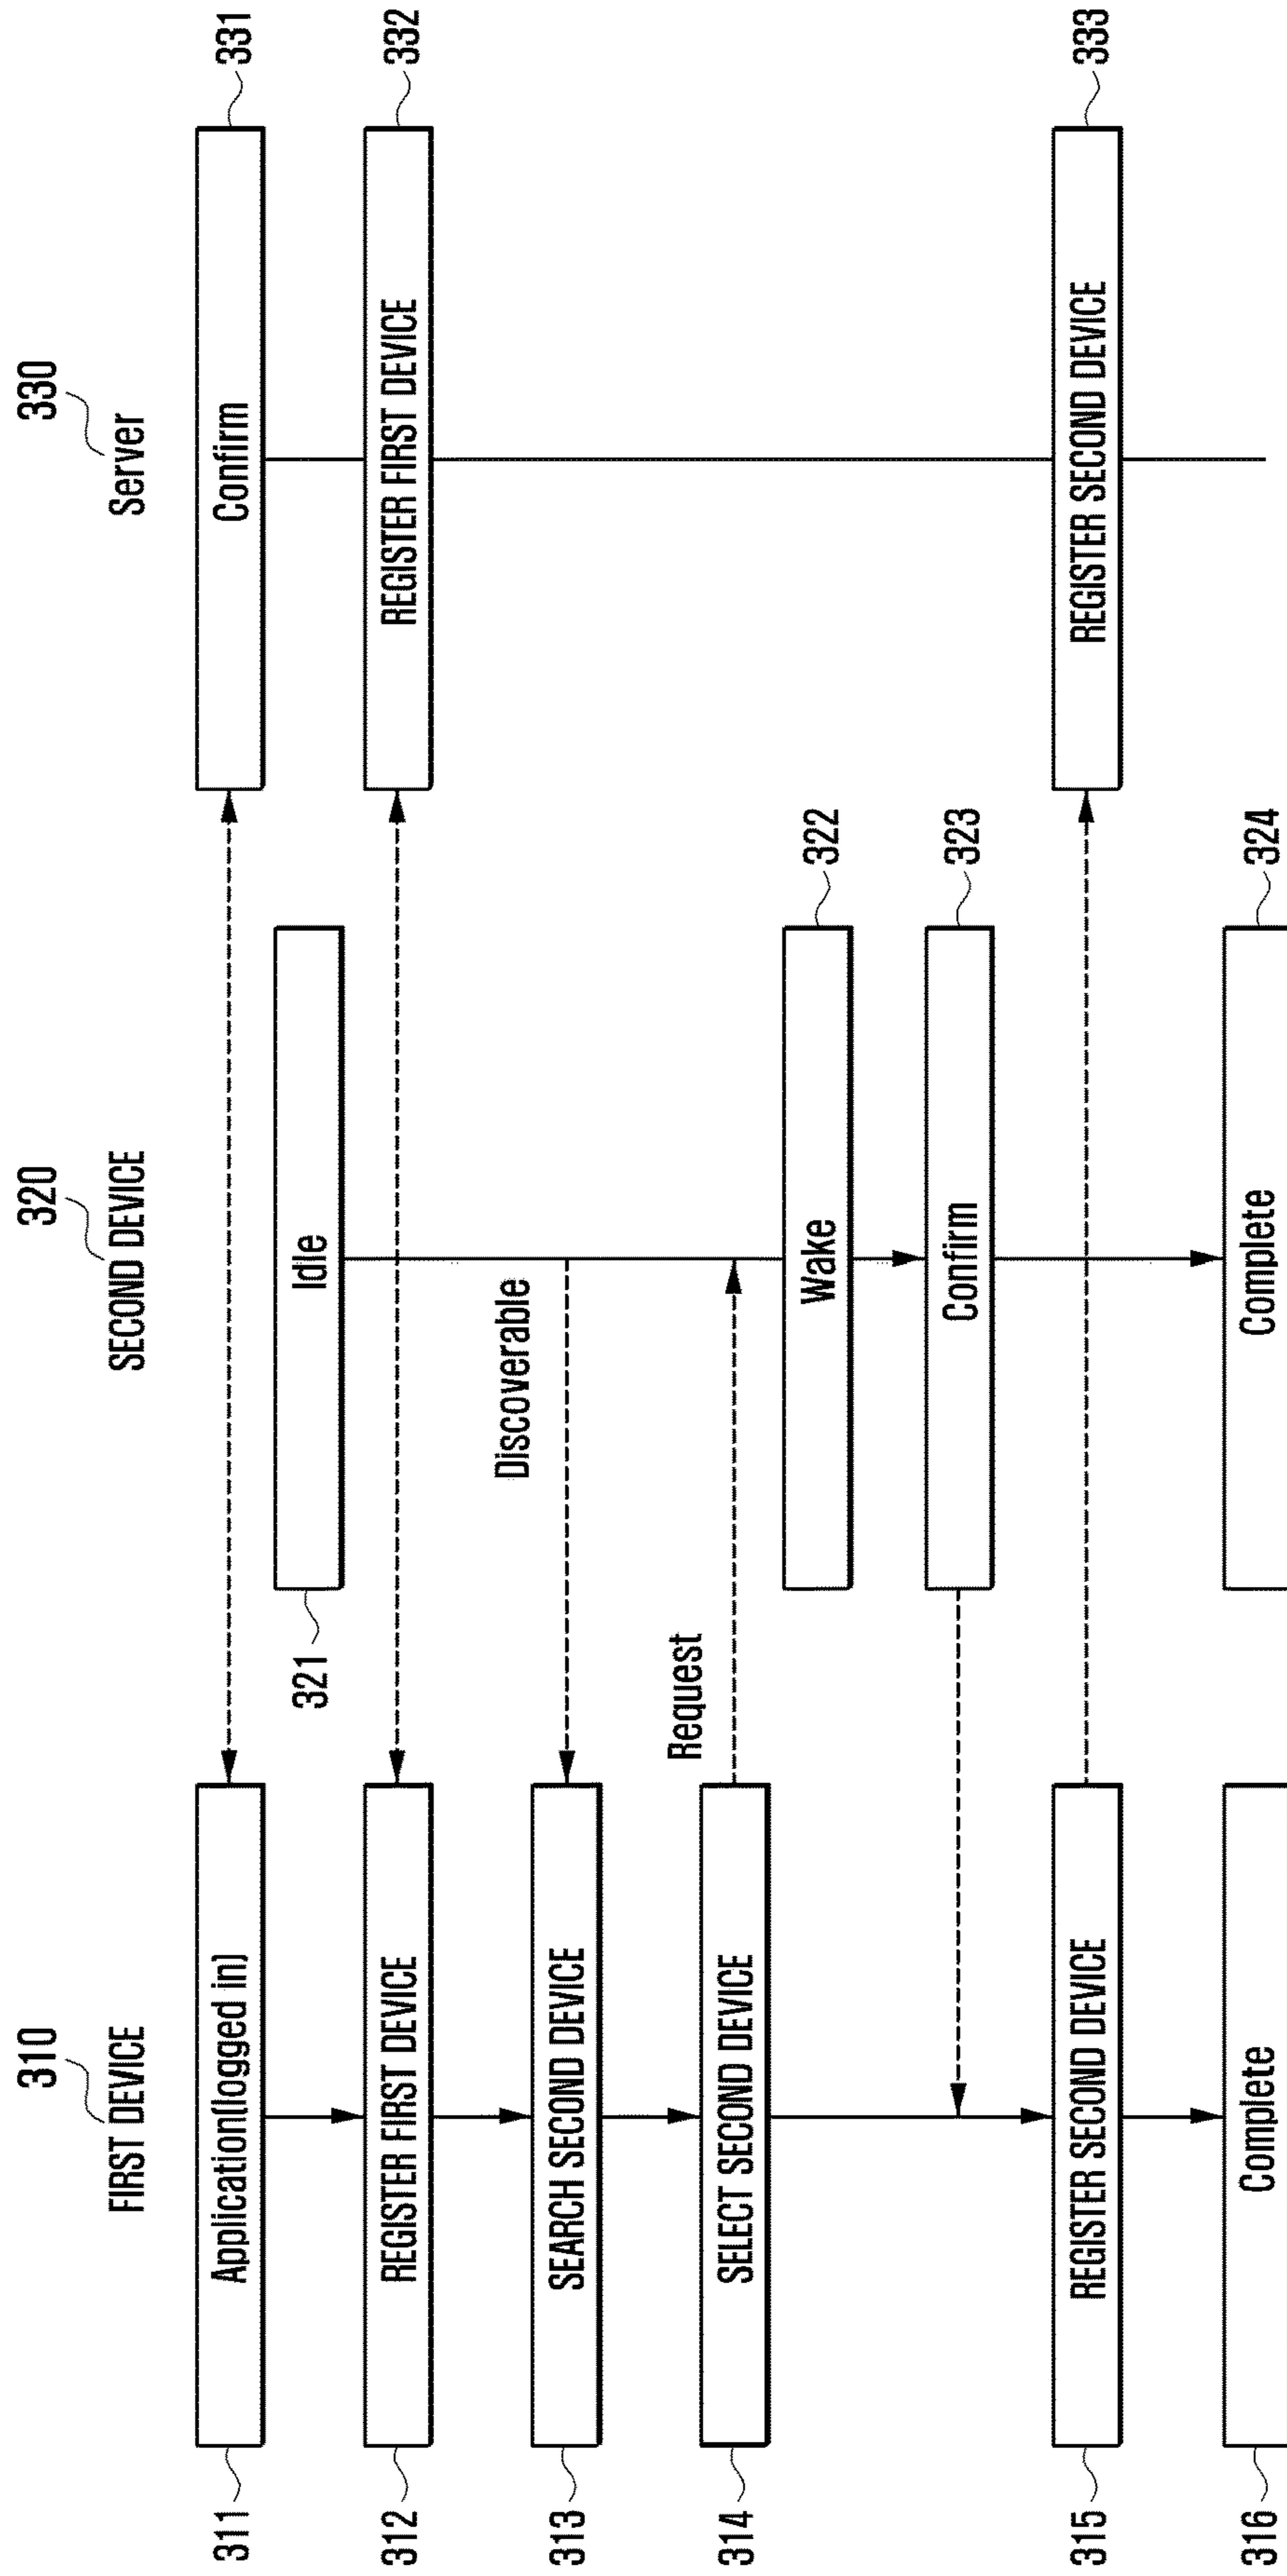 310
320
330
FIRST DEVICE
SECOND DEVICE
Server
311
Application(logged in)
Confirm
331
321
Idle
312
REGISTER FIRST DEVICE
REGISTER FIRST DEVICE
332
313
SEARCH SECOND DEVICE
Discoverable
314
SELECT SECOND DEVICE
Request
Wake
322
Confirm
323
315
REGISTER SECOND DEVICE
REGISTER SECOND DEVICE
333
316
Complete
Complete
324